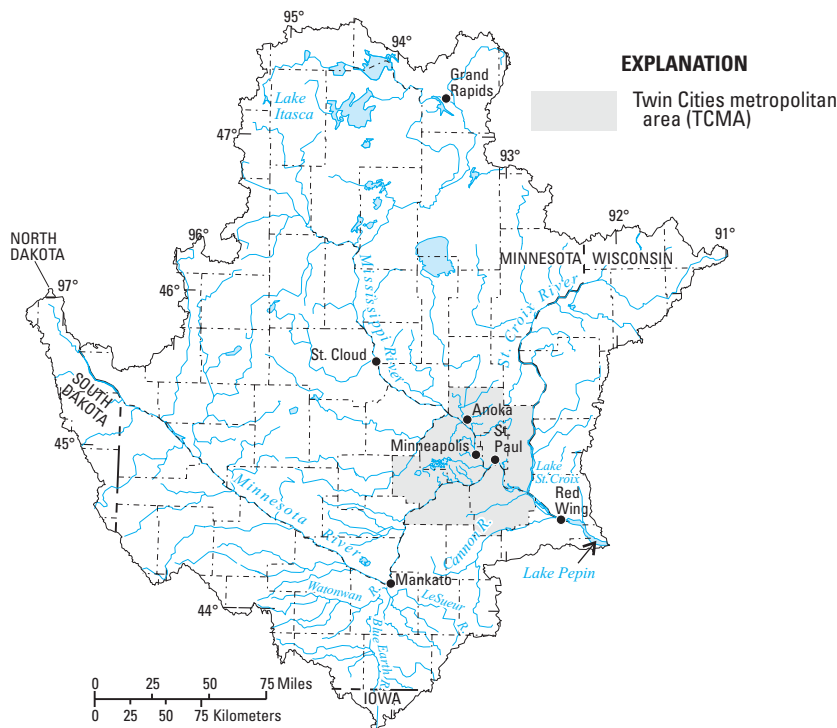 95°
94°
EXPLANATION
Twin Cities metropolitan
area (TCMA)
Grand
Rapids
Lake
Itasca
47°
93°
92°
91°
NORTH
DAKOTA
96°
MINNESOTA
WISCONSIN
97°
46°
Mississippi River
St. Croix River
St. Cloud
SOUTH
DAKOTA
Anoka
45°
Minneapolis
St.
Paul
Lake
St.Croix
Red
Wing
Minnesota River
Cannon R.
Lake Pepin
Mankato
Watonwan R.
LeSueur R.
44°
Blue Earth R.
0 25 50 75 Miles
0 25 50 75 Kilometers
IOWA